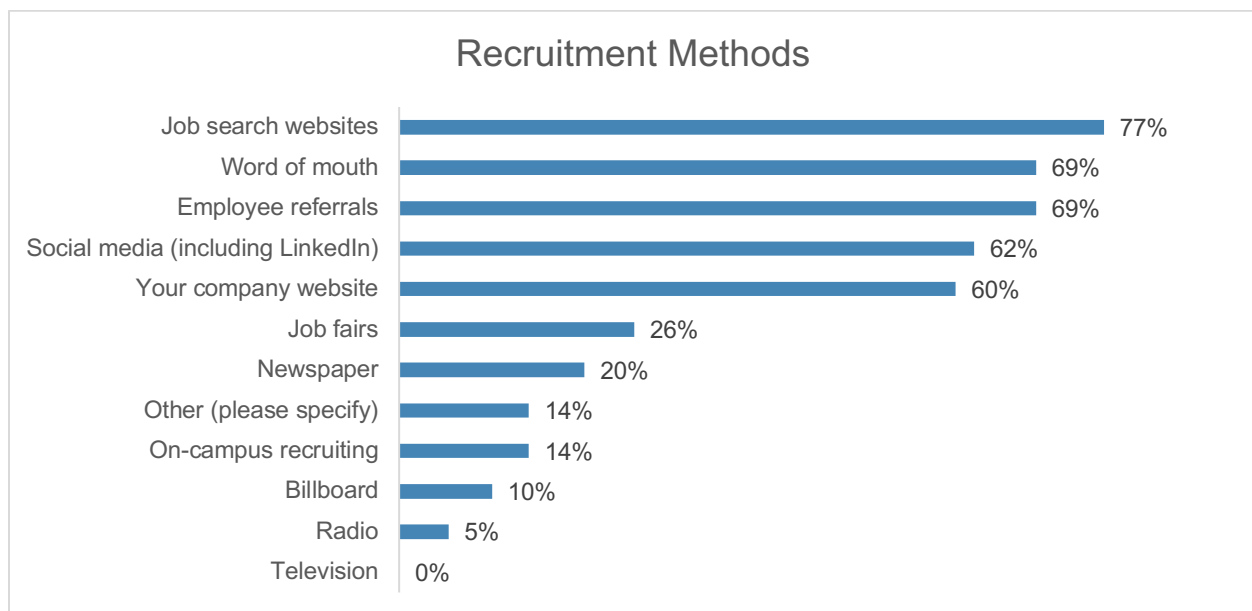 Recruitment Methods
Job search websites 77%
Word of mouth 69%
Employee referrals 69%
Social media (including LinkedIn) 62%
Your company website 60%
Job fairs 26%
Newspaper 20%
Other (please specify) 14%
On-campus recruiting 14%
Billboard 10%
Radio 5%
Television 0%